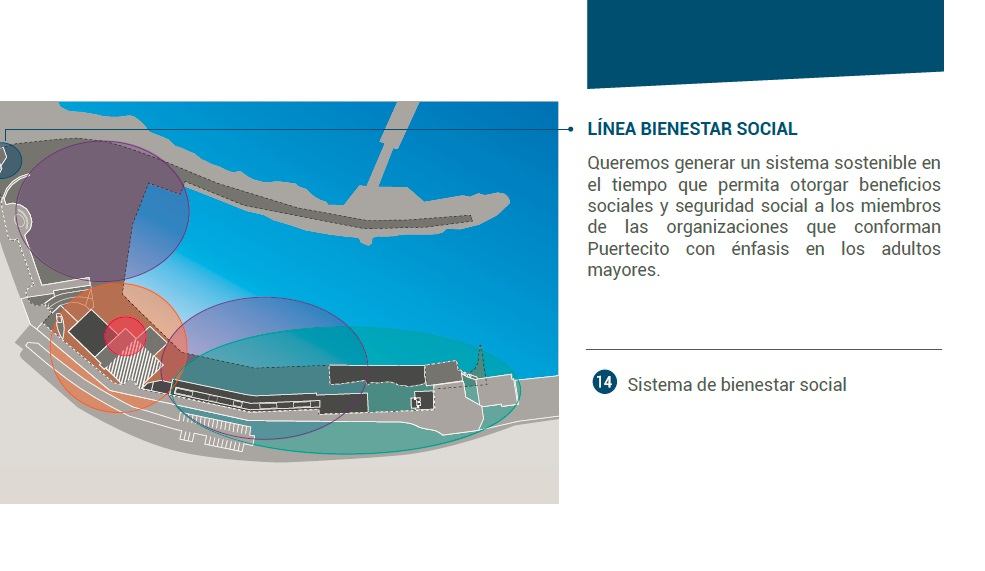 LÍNEA BIENESTAR SOCIAL
Queremos generar un sistema sostenible en
el tiempo que permita otorgar beneficios
sociales y seguridad social a los miembros
de las organizaciones que conforman
Puertecito con énfasis en los adultos
mayores.
14 Sistema de bienestar social